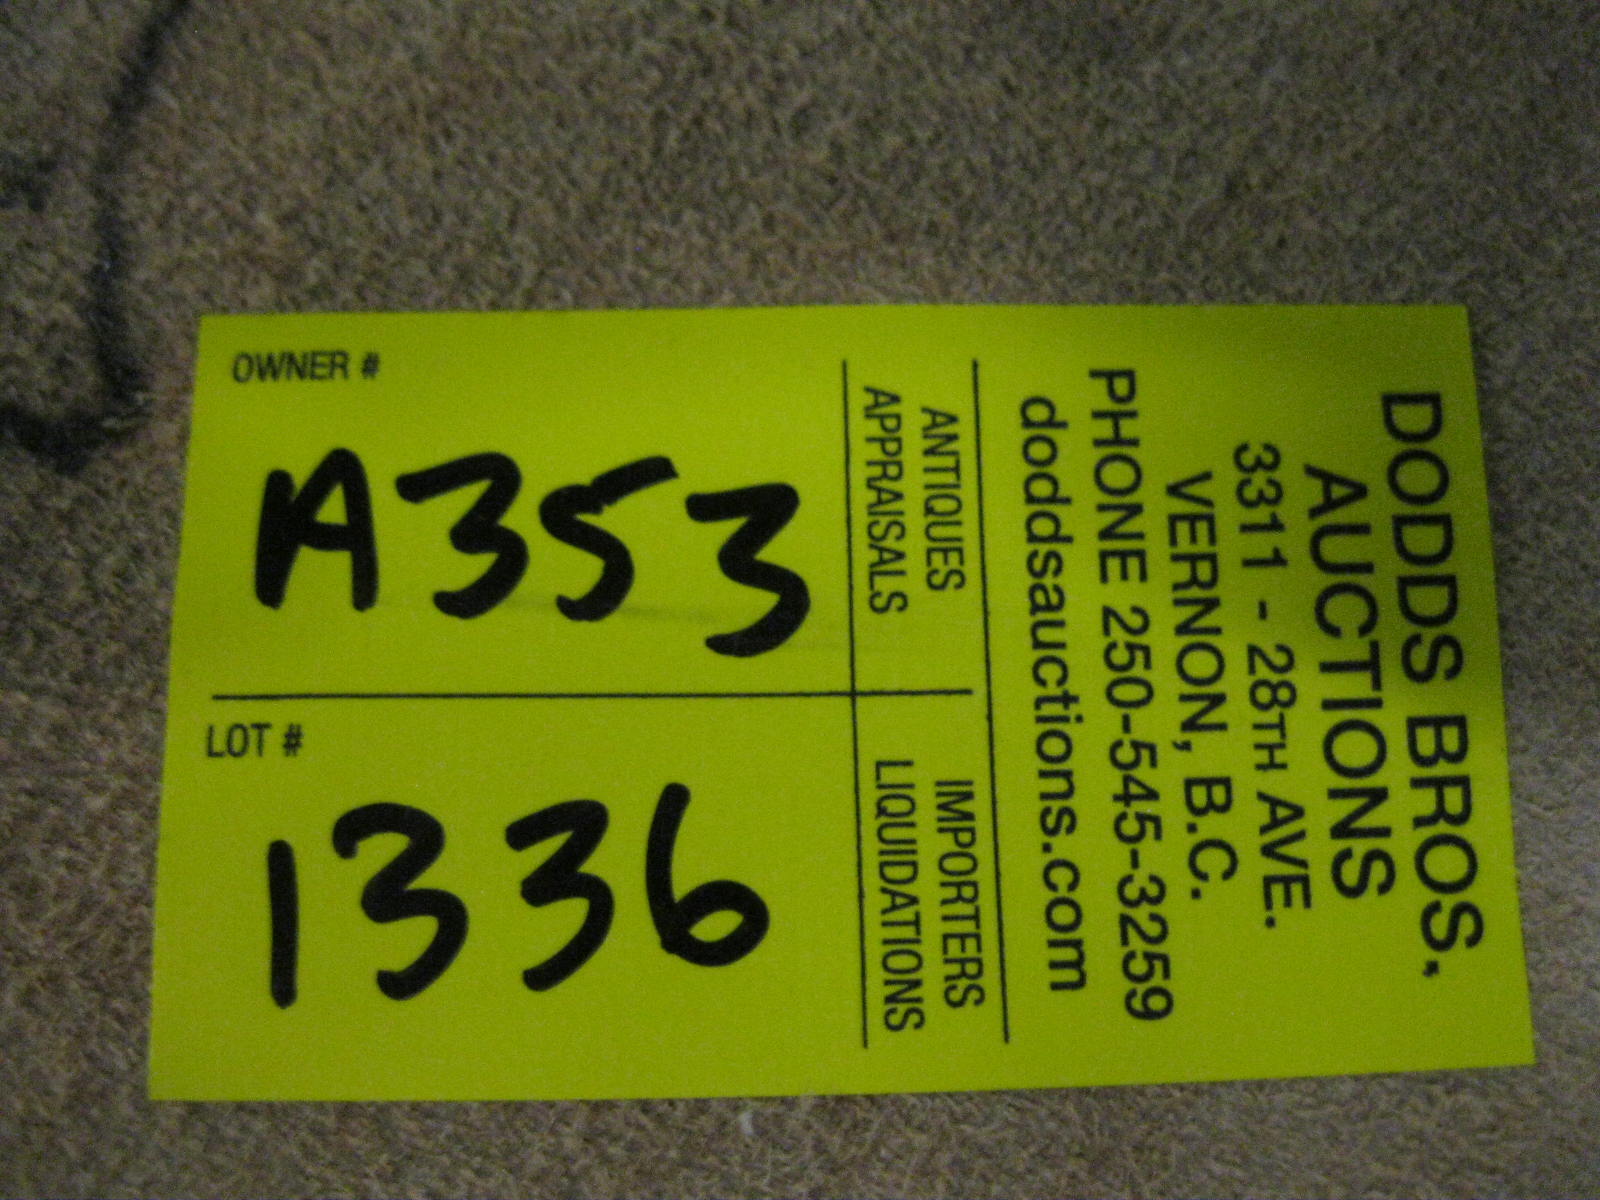 OWNER #
A353
LOT #
1336
ANTIQUES
APPRAISALS
IMPORTERS
LIQUIDATIONS
DODDS BROS.
AUCTIONS
3311 - 28TH AVE.
VERNON, B.C.
PHONE 250-545-3259
doddsauctions.com